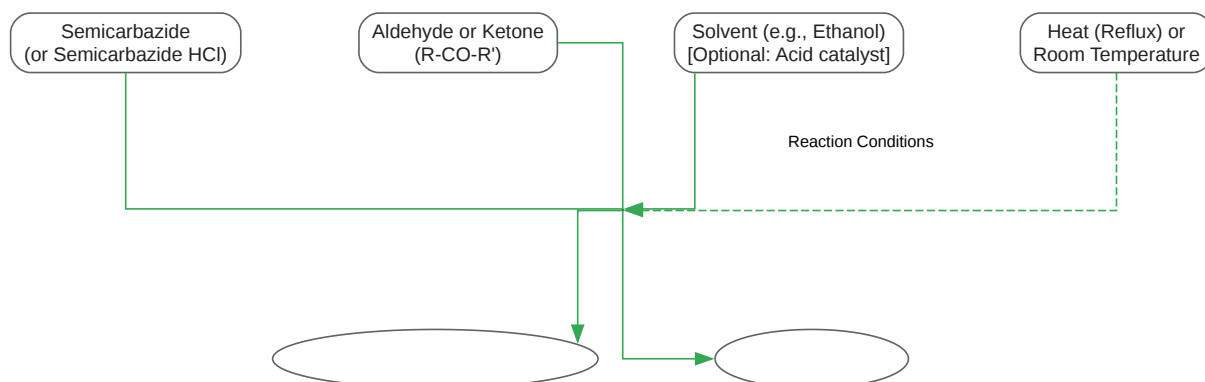 Semicarbazide
(or Semicarbazide HCl)
Aldehyde or Ketone
(R-CO-R')
Solvent (e.g., Ethanol)
[Optional: Acid catalyst]
Heat (Reflux) or
Room Temperature
Reaction Conditions